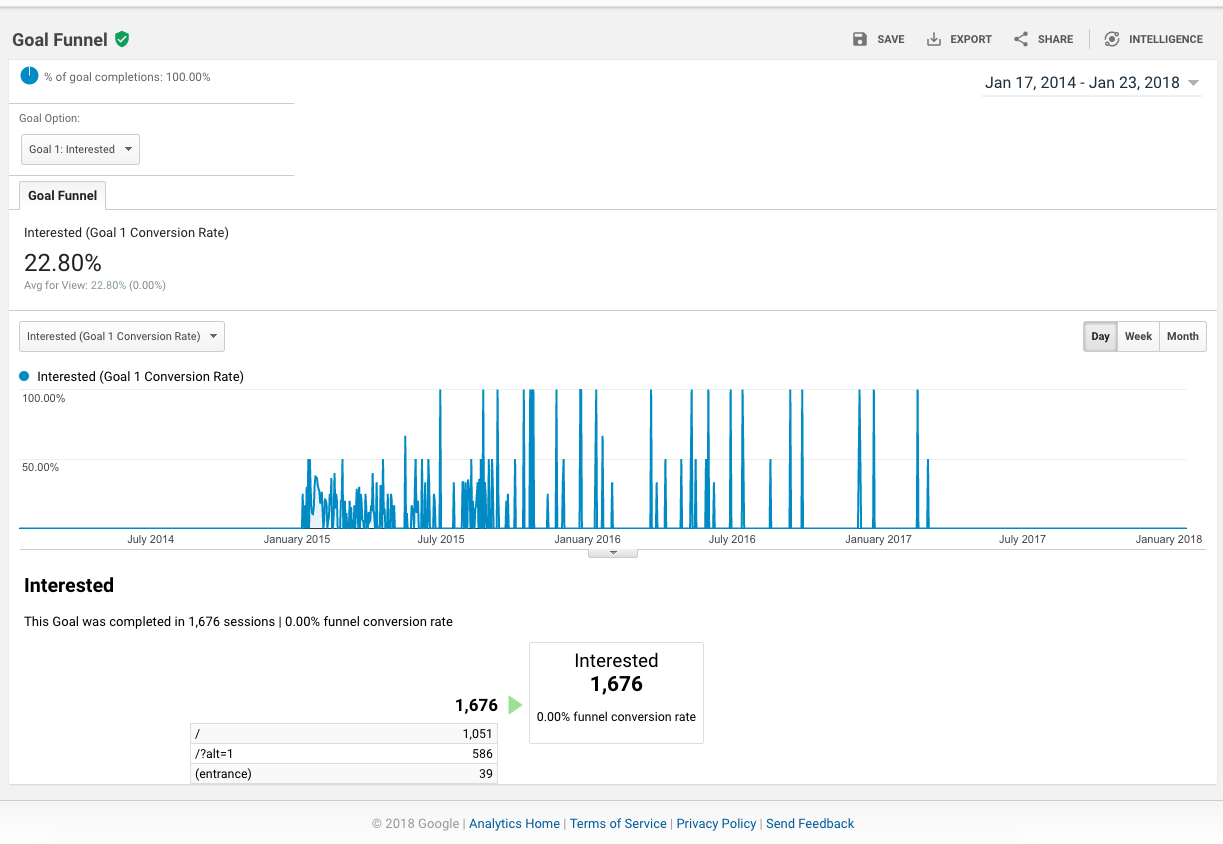 Goal Funnel
SAVE EXPORT SHARE INTELLIGENCE
% of goal completions: 100.00%
Jan 17, 2014 - Jan 23, 2018
Goal Option:
Goal 1: Interested
Goal Funnel
Interested (Goal 1 Conversion Rate)
22.80%
Avg for View: 22.80% (0.00%)
Interested (Goal 1 Conversion Rate)
Day Week Month
Interested (Goal 1 Conversion Rate)
100.00%
50.00%
July 2014 January 2015 July 2015 January 2016 July 2016 January 2017 July 2017 January 2018
Interested
This Goal was completed in 1,676 sessions | 0.00% funnel conversion rate
Interested
1,676
1,676
0.00% funnel conversion rate
/ 1,051
/?alt=1 586
(entrance) 39
© 2018 Google | Analytics Home | Terms of Service | Privacy Policy | Send Feedback